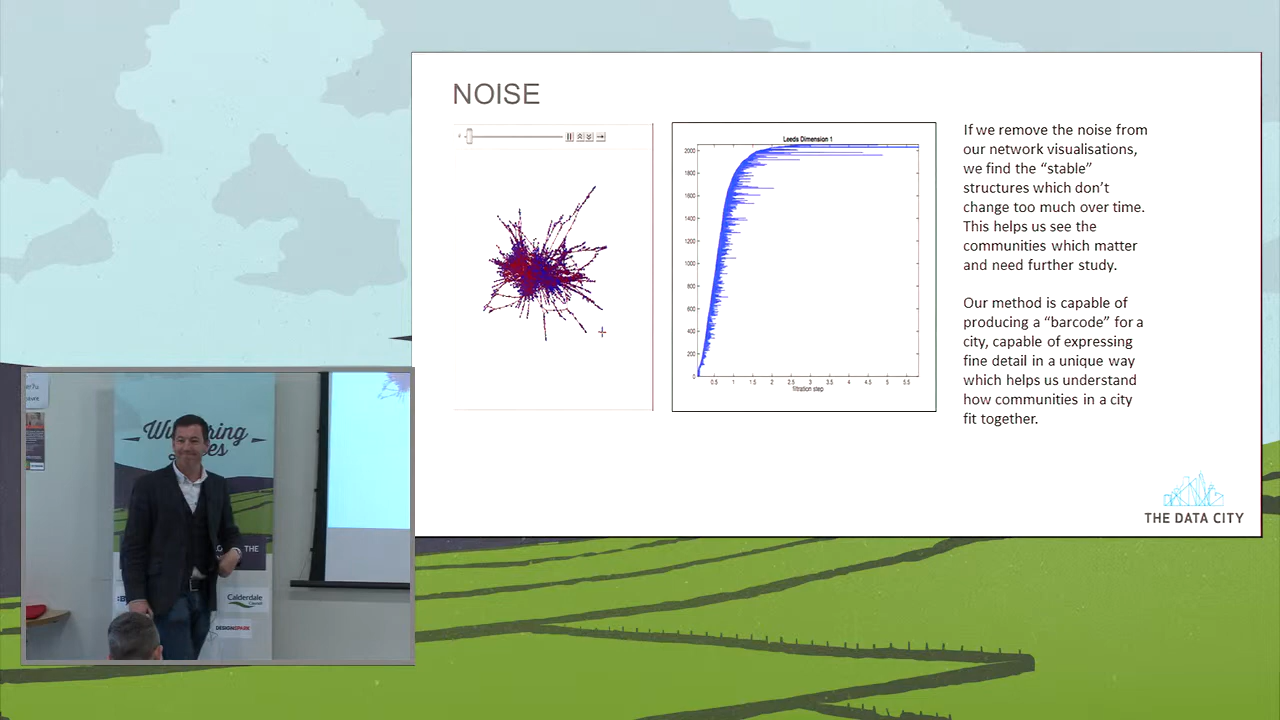 NOISE
Leeds Dimension 1
2000
1800
1600
1400
1200
1000
800
600
400
200
0
0.5 1 1.5 2 2.5 3 3.5 4 4.5 5 5.5
filtration step
If we remove the noise from
our network visualisations,
we find the “stable”
structures which don’t
change too much over time.
This helps us see the
communities which matter
and need further study.
Our method is capable of
producing a “barcode” for a
city, capable of expressing
fine detail in a unique way
which helps us understand
how communities in a city
fit together.
THE DATA CITY
THE
Calderdale
Council
DESIGNSPARK